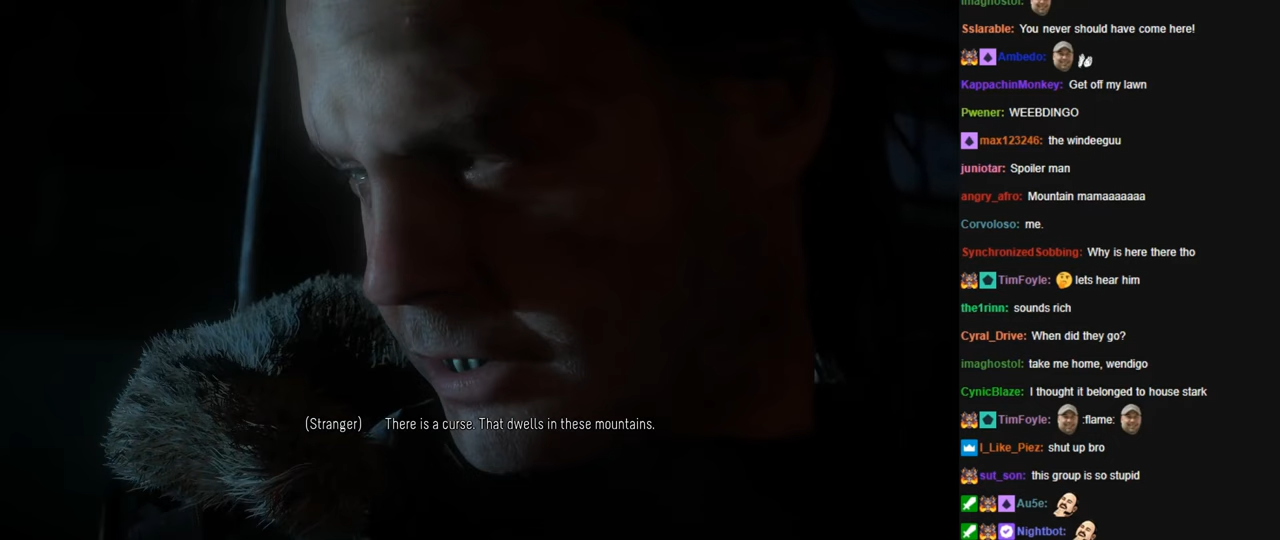 (Stranger) There is a curse. That dwells in these mountains.
imaghostol:
Sslarable: You never should have come here!
Ambedo:
KappachinMonkey: Get off my lawn
Pwener: WEEBDINGO
max123246: the windeeguu
juniotar: Spoiler man
angry_afro: Mountain mamaaaaaaa
Corvoloso: me.
SynchronizedSobbing: Why is here there tho
TimFoyle: lets hear him
the1rinn: sounds rich
Cyral_Drive: When did they go?
imaghostol: take me home, wendigo
CynicBlaze: I thought it belonged to house stark
TimFoyle: :flame:
I_Like_Piez: shut up bro
sut_son: this group is so stupid
Au5e:
Nightbot: